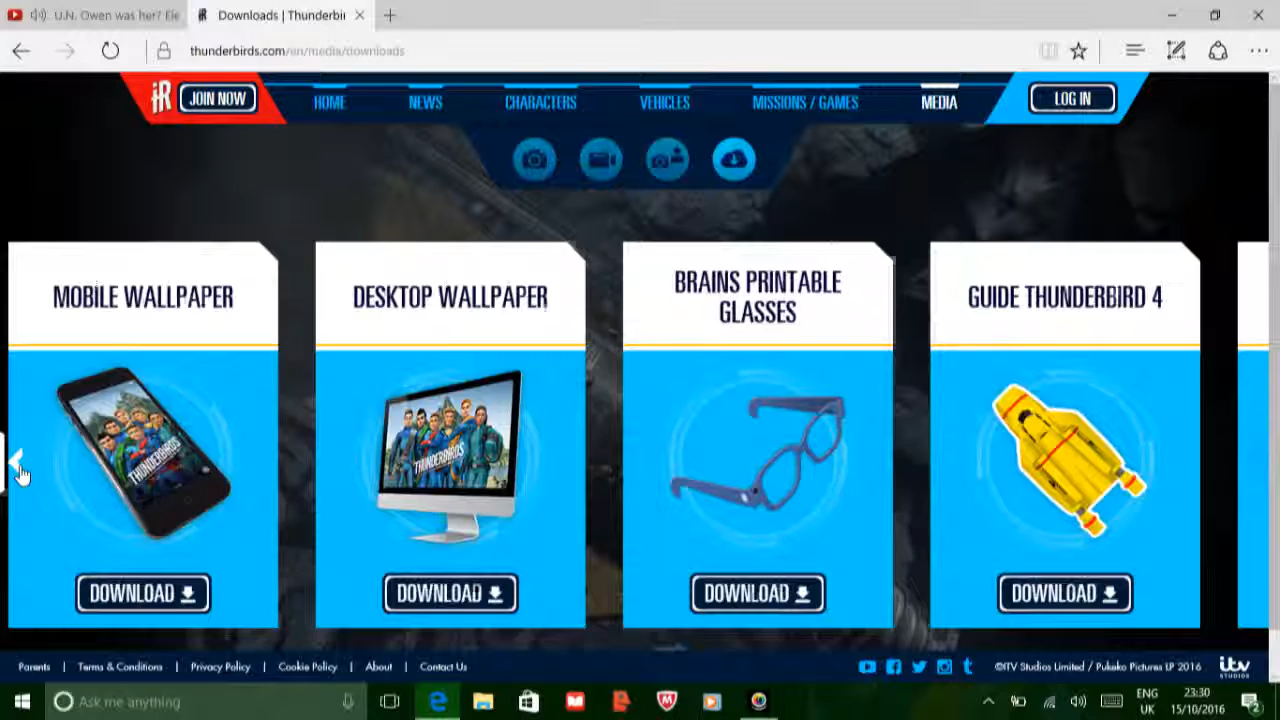 U.N. Owen was her? Ele
Downloads | Thunderbir
thunderbirds.com/en/media/downloads
iR
JOIN NOW
HOME
NEWS
CHARACTERS
VEHICLES
MISSIONS / GAMES
MEDIA
LOG IN
MOBILE WALLPAPER
DESKTOP WALLPAPER
BRAINS PRINTABLE
GLASSES
GUIDE THUNDERBIRD 4
THUNDERBIRDS
THUNDERBIRDS
DOWNLOAD
DOWNLOAD
DOWNLOAD
DOWNLOAD
Parents | Terms & Conditions | Privacy Policy | Cookie Policy | About | Contact Us
©ITV Studios Limited / Pukeko Pictures LP 2016
itv
STUDIOS
Ask me anything
ENG
UK
23:30
15/10/2016
2